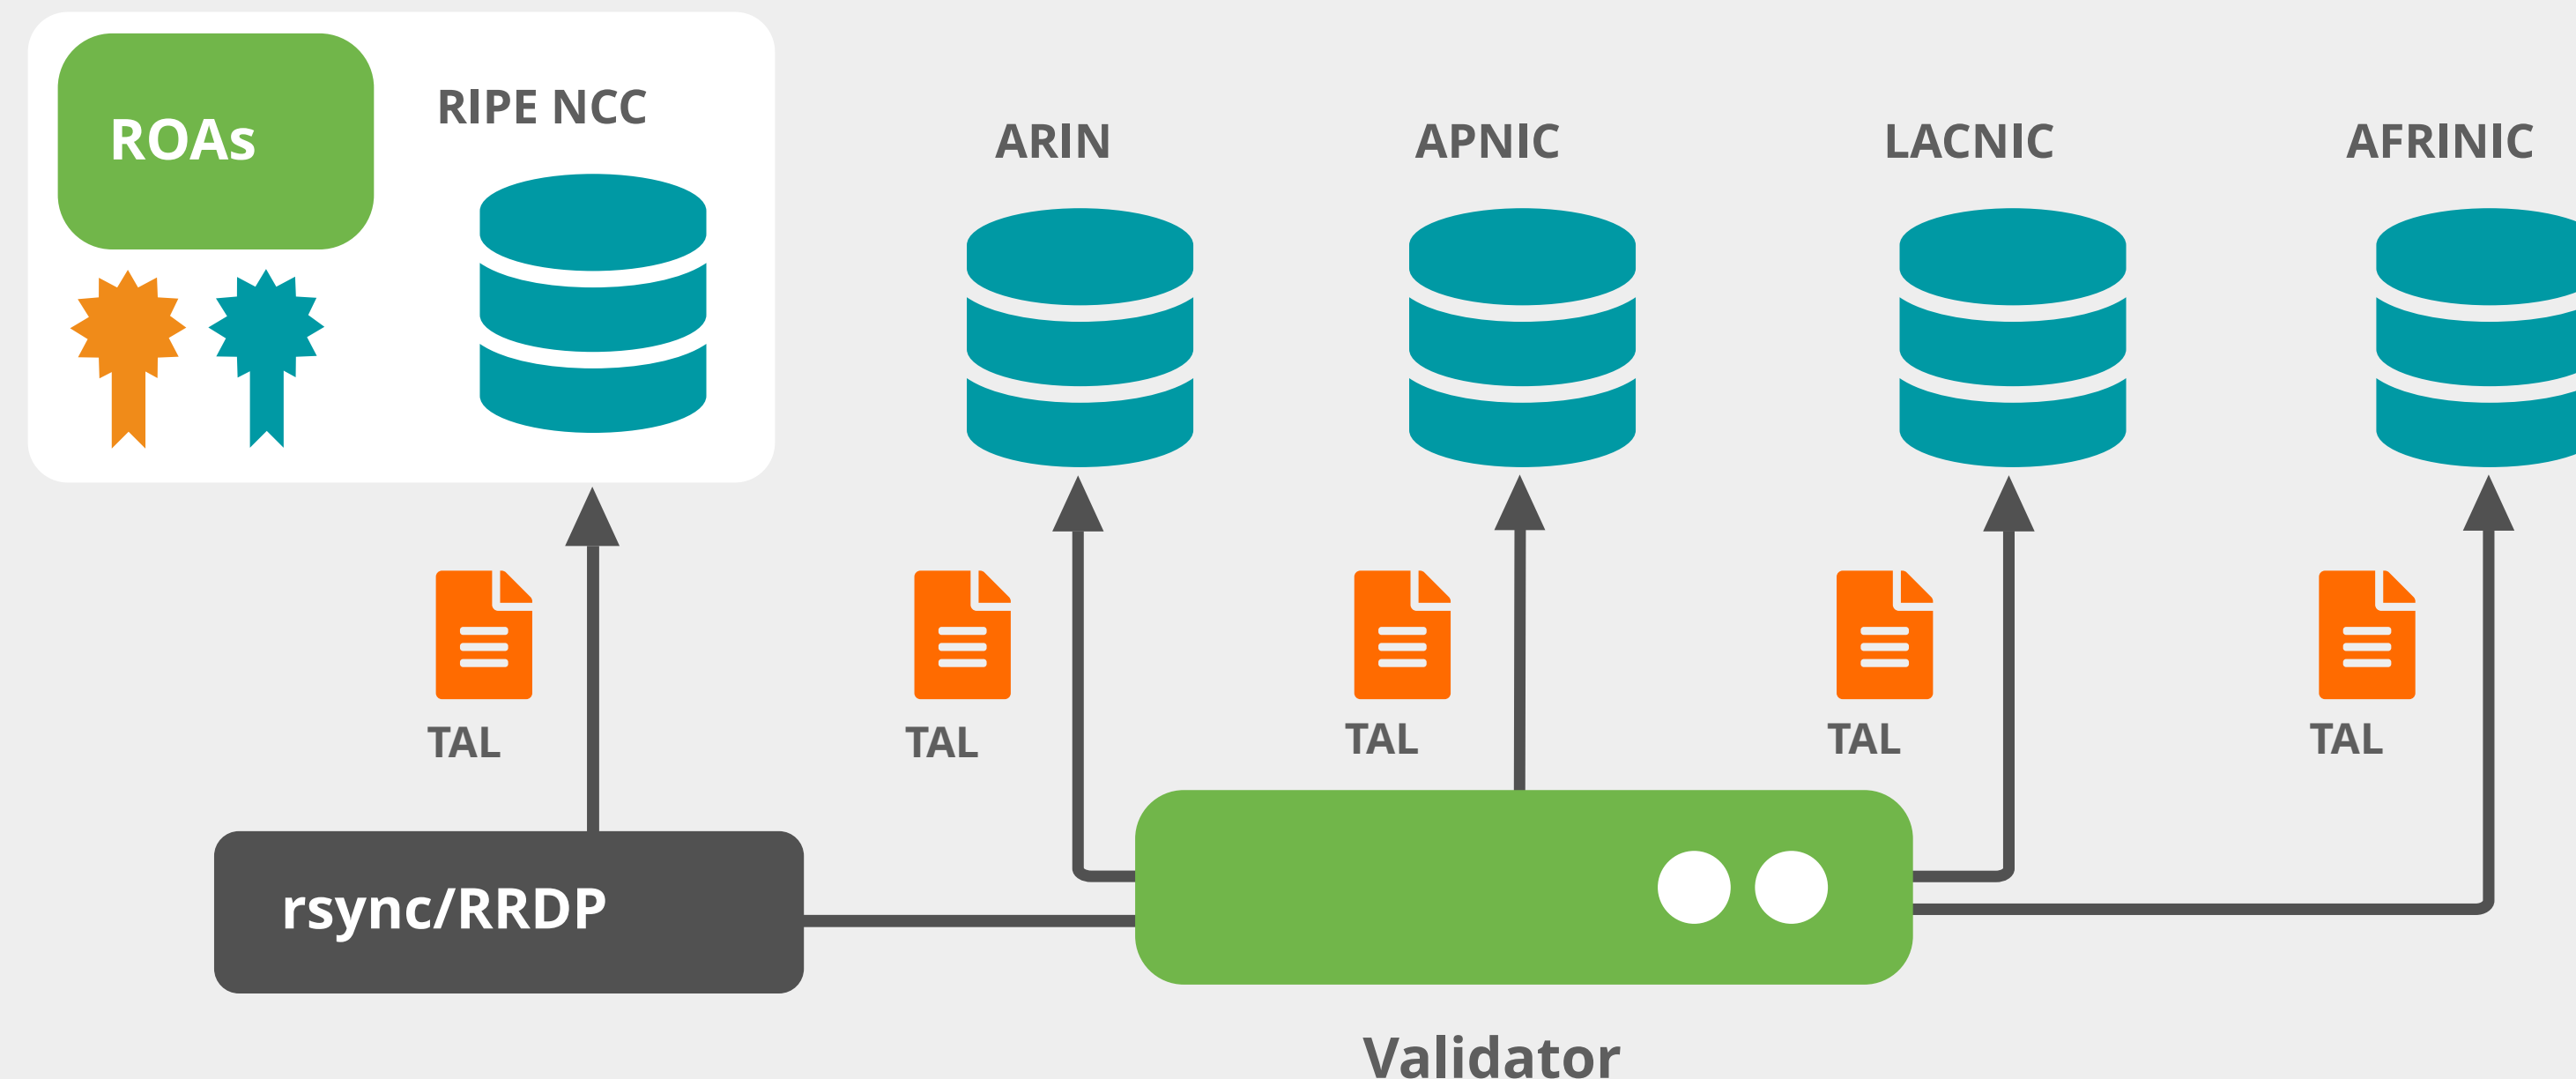 ROAs
RIPE NCC
ARIN
APNIC
LACNIC
AFRINIC
TAL
TAL
TAL
TAL
TAL
rsync/RRDP
Validator